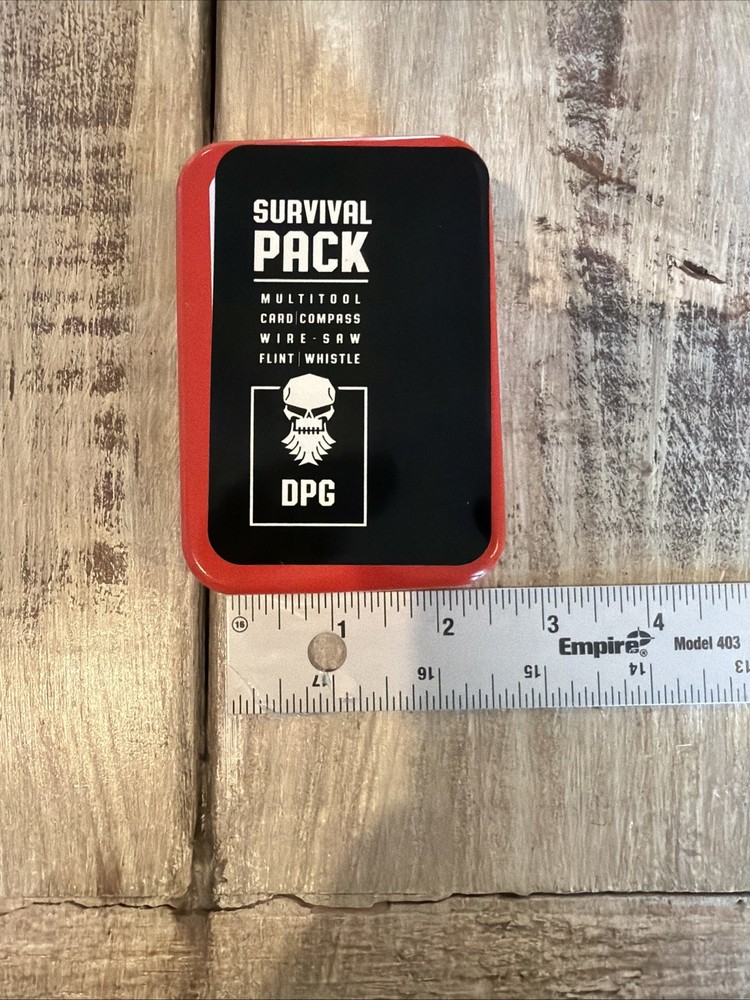 SURVIVAL
PACK
MULTITOOL
CARD|COMPASS
WIRE-SAW
FLINT|WHISTLE
DPG
16 1 2 3 4
Empire® Model 403
17 16 15 14 13